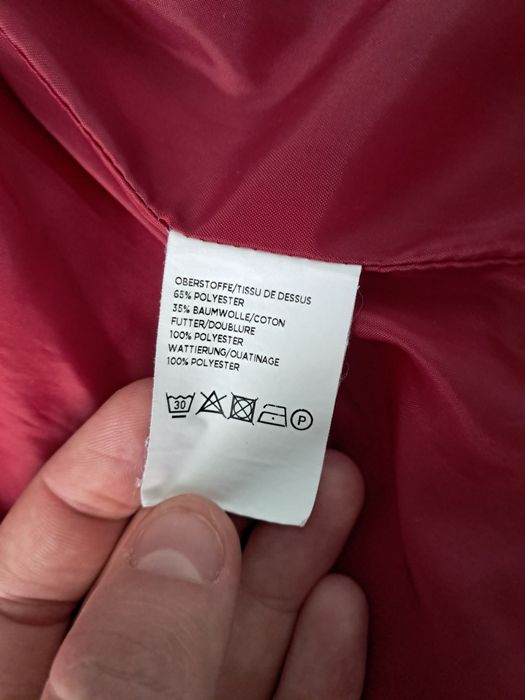 OBERSTOFFE/TISSU DE DESSUS
65% POLYESTER
35% BAUMWOLLE/COTON
FUTTER/DOUBLURE
100% POLYESTER
WATTIERUNG/OUATINAGE
100% POLYESTER
30 P